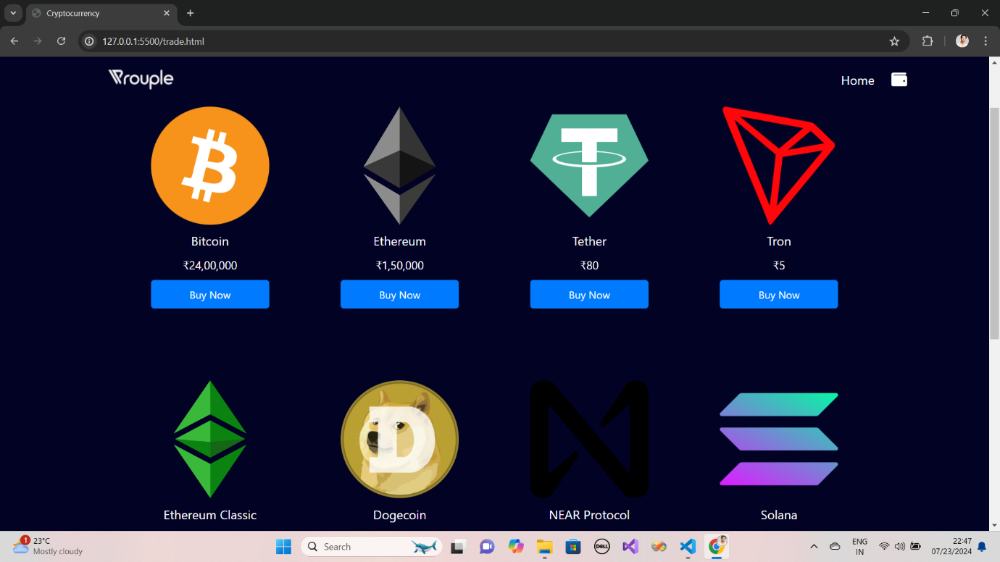 Cryptocurrency
127.0.0.1:5500/trade.html
Wrouple
Home
Bitcoin
Ethereum
Tether
Tron
₹24,00,000
₹1,50,000
₹80
₹5
Buy Now
Buy Now
Buy Now
Buy Now
D
Ethereum Classic
Dogecoin
NEAR Protocol
Solana
1
23°C
Mostly cloudy
Search
DELL
ENG
IN
22:47
07/23/2024